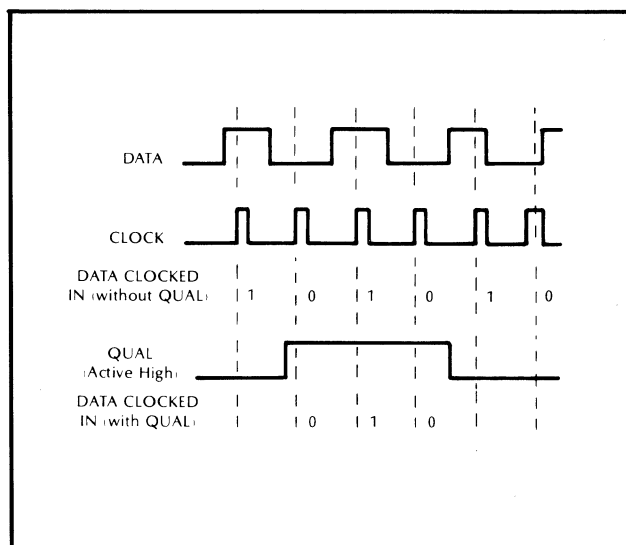 DATA
CLOCK
DATA CLOCKED
IN (without QUAL) 1 0 1 0 1 0
QUAL
(Active High)
DATA CLOCKED
IN (with QUAL) 0 1 0